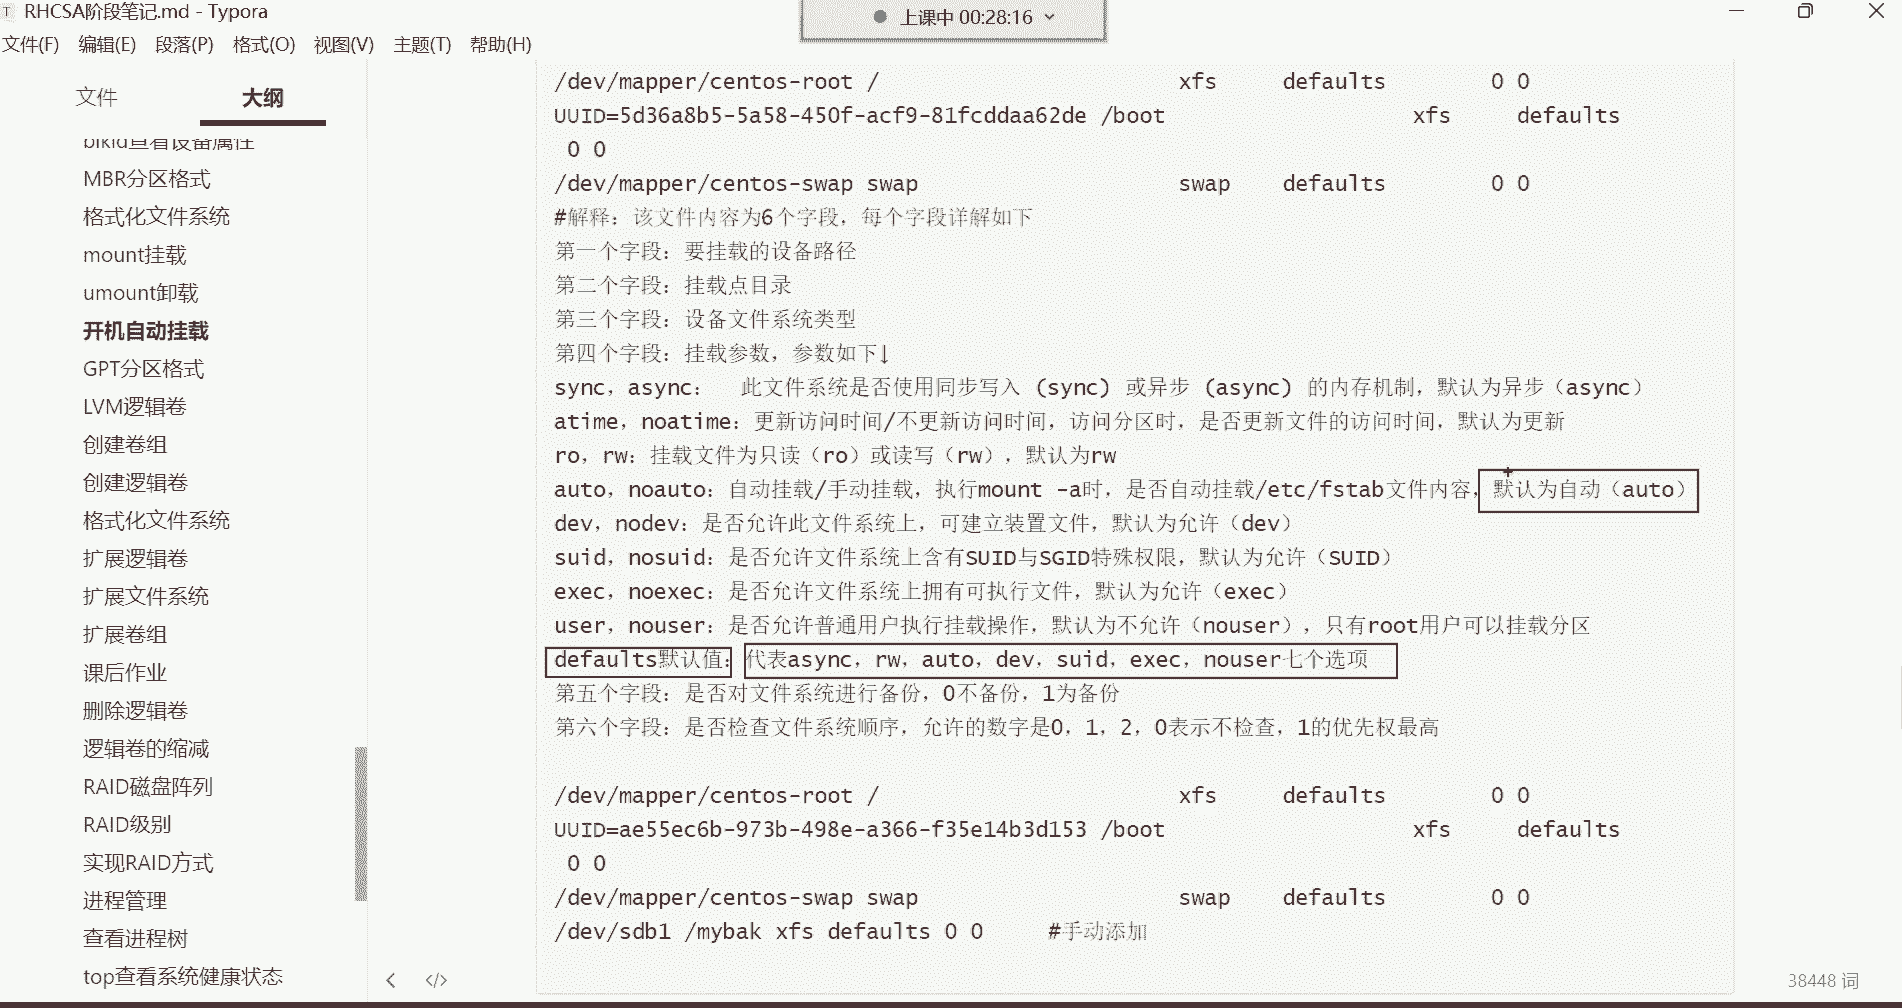 RHCSA阶段笔记.md - Typora
上课中 00:28:16
文件(F) 编辑(E) 段落(P) 格式(O) 视图(V) 主题(T) 帮助(H)
文件 大纲
blkid查看设备属性
MBR分区格式
格式化文件系统
mount挂载
umount卸载
开机自动挂载
GPT分区格式
LVM逻辑卷
创建卷组
创建逻辑卷
格式化文件系统
扩展逻辑卷
扩展文件系统
扩展卷组
课后作业
删除逻辑卷
逻辑卷的缩减
RAID磁盘阵列
RAID级别
实现RAID方式
进程管理
查看进程树
top查看系统健康状态
/dev/mapper/centos-root / xfs defaults 0 0
UUID=5d36a8b5-5a58-450f-acf9-81fcddaa62de /boot xfs defaults
0 0
/dev/mapper/centos-swap swap swap defaults 0 0
#解释：该文件内容为6个字段，每个字段详解如下
第一个字段：要挂载的设备路径
第二个字段：挂载点目录
第三个字段：设备文件系统类型
第四个字段：挂载参数，参数如下↓
sync，async： 此文件系统是否使用同步写入 (sync) 或异步 (async) 的内存机制，默认为异步（async）
atime，noatime：更新访问时间/不更新访问时间，访问分区时，是否更新文件的访问时间，默认为更新
ro，rw：挂载文件为只读（ro）或读写（rw），默认为rw
auto，noauto：自动挂载/手动挂载，执行mount -a时，是否自动挂载/etc/fstab文件内容，默认为自动（auto）
dev，nodev：是否允许此文件系统上，可建立装置文件，默认为允许（dev）
suid，nosuid：是否允许文件系统上含有SUID与SGID特殊权限，默认为允许（SUID）
exec，noexec：是否允许文件系统上拥有可执行文件，默认为允许（exec）
user，nouser：是否允许普通用户执行挂载操作，默认为不允许（nouser），只有root用户可以挂载分区
defaults默认值：代表async，rw，auto，dev，suid，exec，nouser七个选项
第五个字段：是否对文件系统进行备份，0不备份，1为备份
第六个字段：是否检查文件系统顺序，允许的数字是0，1，2，0表示不检查，1的优先权最高
/dev/mapper/centos-root / xfs defaults 0 0
UUID=ae55ec6b-973b-498e-a366-f35e14b3d153 /boot xfs defaults
0 0
/dev/mapper/centos-swap swap swap defaults 0 0
/dev/sdb1 /mybak xfs defaults 0 0 #手动添加
38448 词